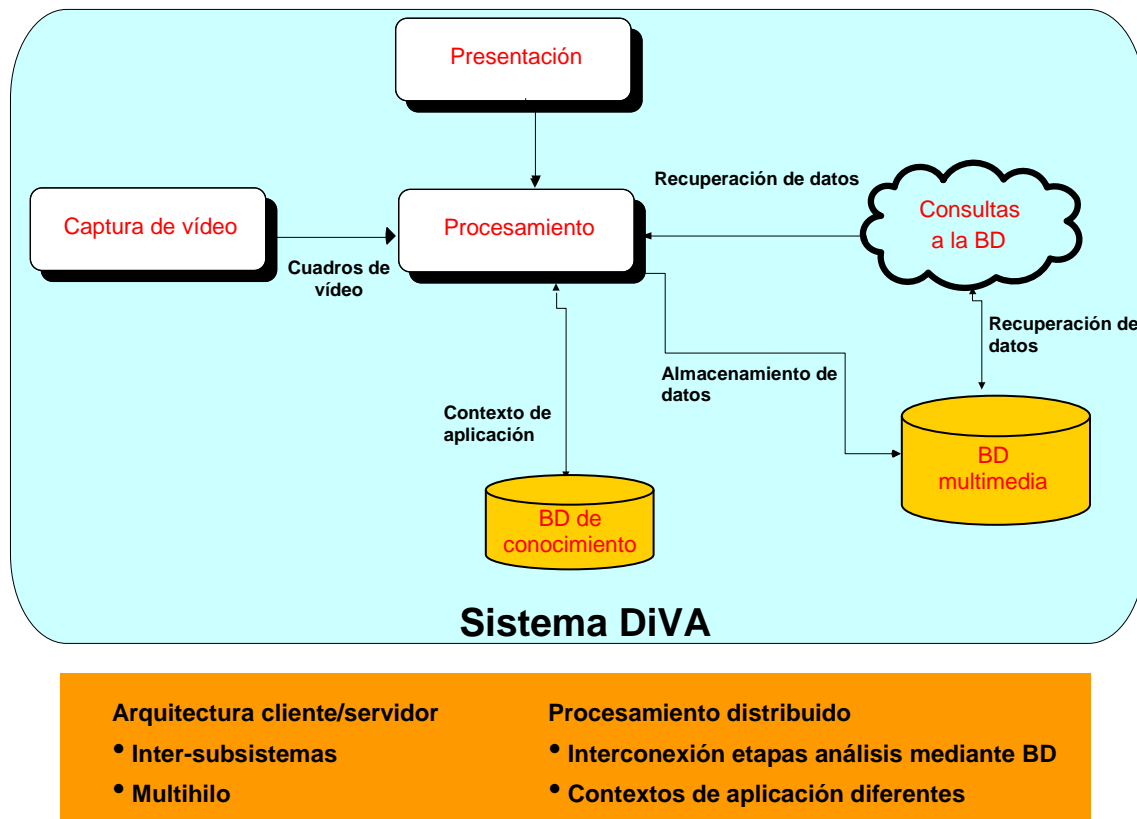 Presentación
Recuperación de datos
Consultas
a la BD
Captura de vídeo
Procesamiento
Cuadros de
vídeo
Recuperación de
datos
Almacenamiento de
datos
Contexto de
aplicación
BD
multimedia
BD de
conocimiento
Sistema DiVA
Arquitectura cliente/servidor
• Inter-subsistemas
• Multihilo
Procesamiento distribuido
• Interconexión etapas análisis mediante BD
• Contextos de aplicación diferentes